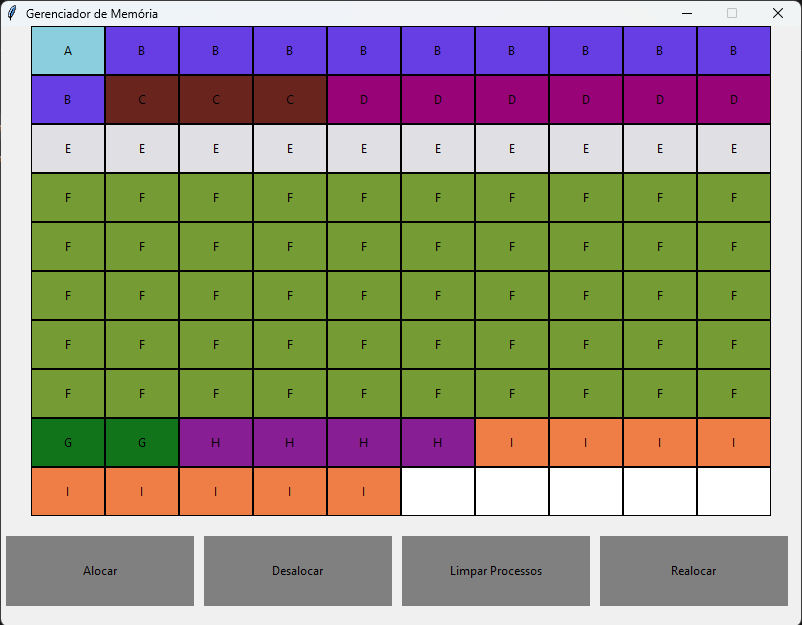 Gerenciador de Memória
A B B B B B B B B B
B C C C D D D D D D
E E E E E E E E E E
F F F F F F F F F F
F F F F F F F F F F
F F F F F F F F F F
F F F F F F F F F F
F F F F F F F F F F
G G H H H H I I I I
I I I I I
Alocar Desalocar Limpar Processos Realocar